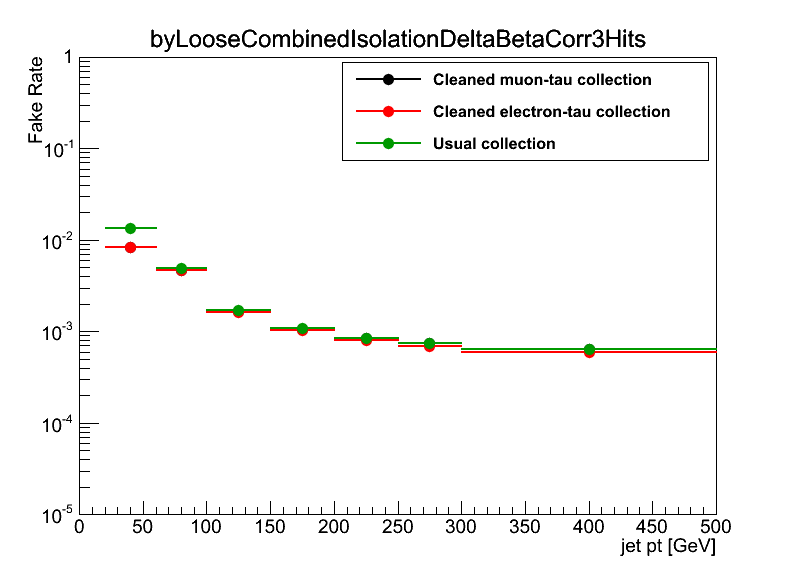 byLooseCombinedIsolationDeltaBetaCorr3Hits
Fake Rate
1
10^-1
10^-2
10^-3
10^-4
10^-5
Cleaned muon-tau collection
Cleaned electron-tau collection
Usual collection
0 50 100 150 200 250 300 350 400 450 500
jet pt [GeV]